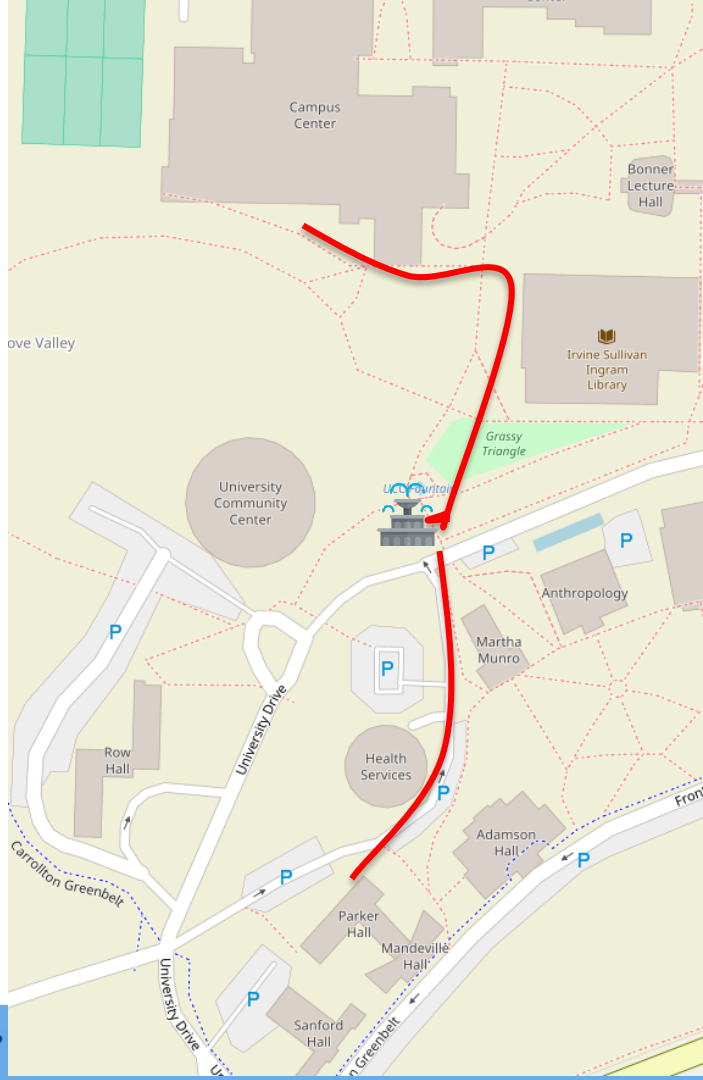 Campus
Center
Bonner
Lecture
Hall
ove Valley
Irvine Sullivan
Ingram
Library
Grassy
Triangle
University
Community
Center
P
P
Anthropology
P
Martha
Munro
P
University Drive
Row
Hall
Health
Services
P
Fron
Adamson
Hall
P
Carrollton Greenbelt
P
Parker
Hall
Mandeville
Hall
University Drive
P
Sanford
Hall
n Greenbelt